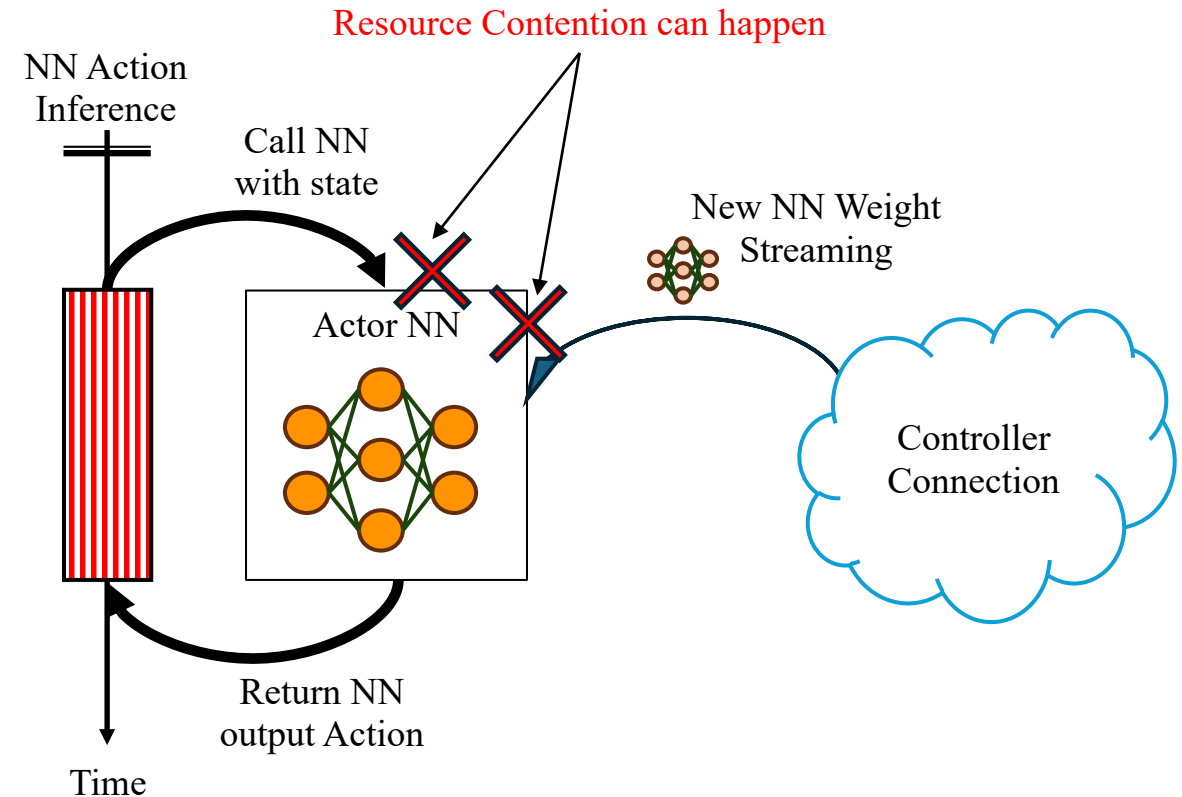 Resource Contention can happen
NN Action
Inference
Call NN
with state
New NN Weight
Streaming
Actor NN
Controller
Connection
Return NN
output Action
Time